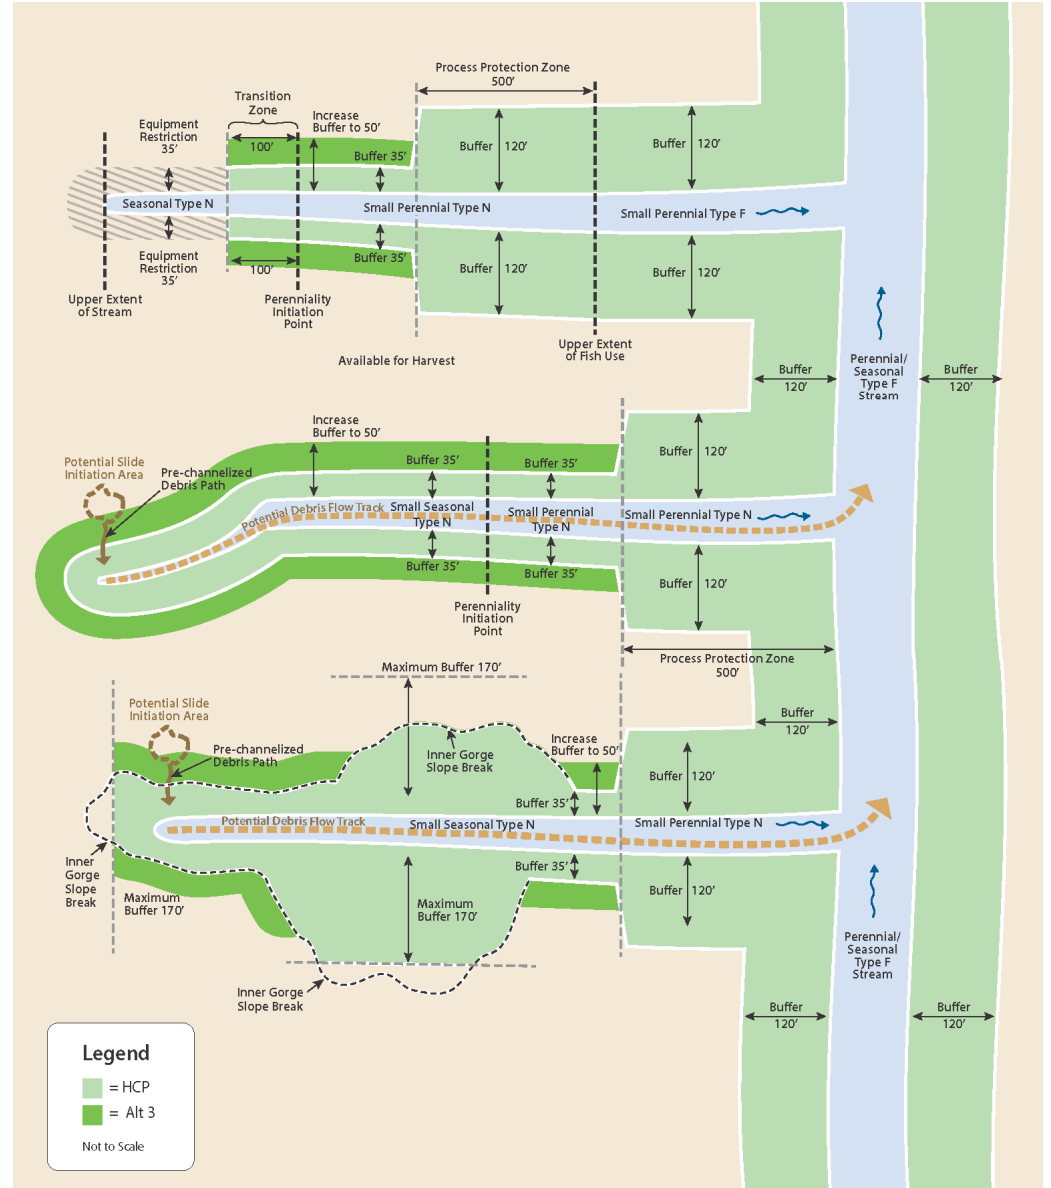 Process Protection Zone
500’
Transition
Zone
Increase
Buffer to 50’
Equipment
Restriction
35’
100’
Buffer 35’
Buffer
120’
Buffer
120’
Seasonal Type N
Small Perennial Type N
Small Perennial Type F
Equipment
Restriction
35’
100’
Buffer 35’
Buffer
120’
Buffer
120’
Upper Extent
of Stream
Perenniality
Initiation
Point
Upper Extent
of Fish Use
Available for Harvest
Buffer
120’
Perennial/
Seasonal
Type F
Stream
Buffer
120’
Increase
Buffer to 50’
Potential Slide
Initiation Area
Pre-channelized
Debris Path
Buffer 35’
Buffer 35’
Buffer
120’
Potential Debris Flow Track
Small Seasonal
Type N
Small Perennial
Type N
Small Perennial Type N
Buffer 35’
Buffer 35’
Buffer
120’
Perenniality
Initiation
Point
Process Protection Zone
500’
Maximum Buffer 170’
Potential Slide
Initiation Area
Buffer
120’
Pre-channelized
Debris Path
Inner Gorge
Slope Break
Increase
Buffer to 50’
Buffer
120’
Buffer 35’
Potential Debris Flow Track
Small Seasonal Type N
Small Perennial Type N
Inner
Gorge
Slope
Break
Buffer 35’
Buffer
120’
Maximum
Buffer 170’
Maximum
Buffer 170’
Perennial/
Seasonal
Type F
Stream
Inner Gorge
Slope Break
Buffer
120’
Buffer
120’
Legend
= HCP
= Alt 3
Not to Scale